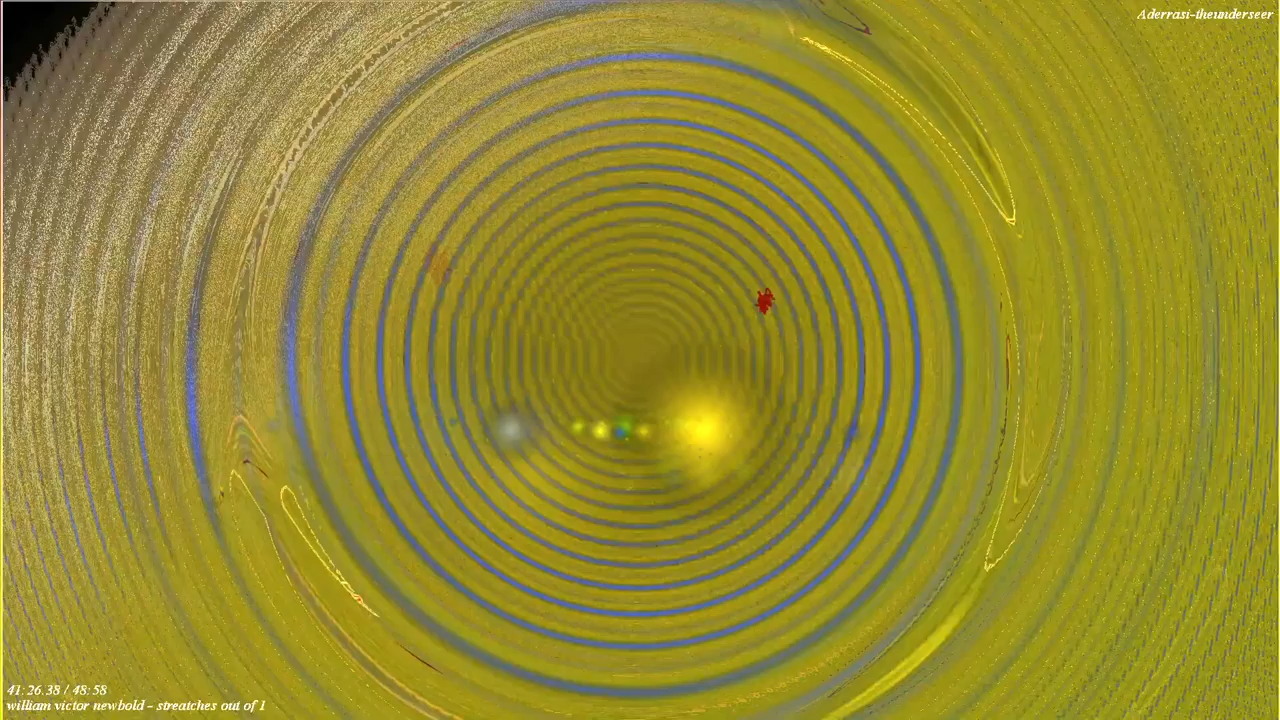 Aderrasi-theunderseer
41:26.38 / 48:58
william victor newbold - streatches out of 1